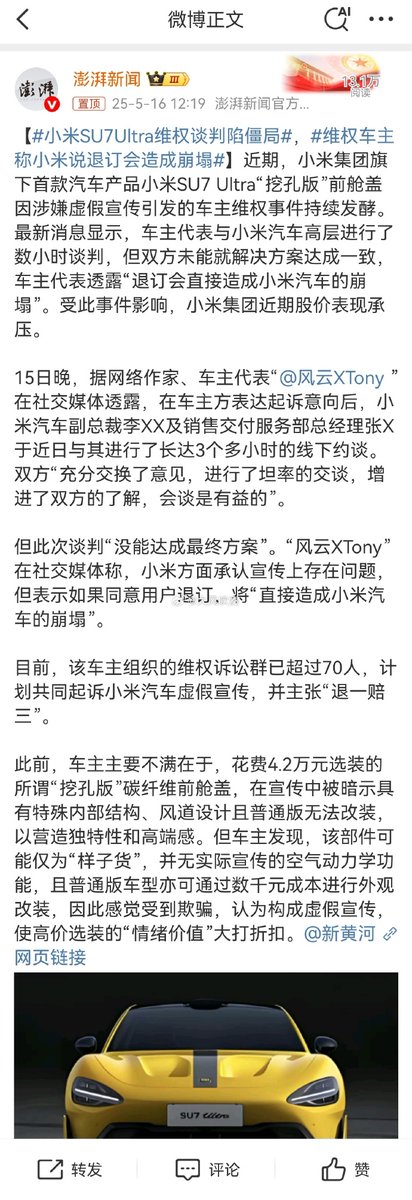 微博正文
AI
澎湃
澎湃新闻 III
置顶 25-5-16 12:19 澎湃新闻官方...
13.1万
阅读
【#小米SU7Ultra维权谈判陷僵局#，#维权车主
称小米说退订会造成崩塌#】近期，小米集团旗
下首款汽车产品小米SU7 Ultra“挖孔版”前舱盖
因涉嫌虚假宣传引发的车主维权事件持续发酵。
最新消息显示，车主代表与小米汽车高层进行了
数小时谈判，但双方未能就解决方案达成一致，
车主代表透露“退订会直接造成小米汽车的崩
塌”。受此事件影响，小米集团近期股价表现承
压。
15日晚，据网络作家、车主代表“@风云XTony ”
在社交媒体透露，在车主方表达起诉意向后，小
米汽车副总裁李XX及销售交付服务部总经理张X
于近日与其进行了长达3个多小时的线下约谈。
双方“充分交换了意见，进行了坦率的交谈，增
进了双方的了解，会谈是有益的”。
但此次谈判“没能达成最终方案”。“风云XTony”
在社交媒体称，小米方面承认宣传上存在问题，
但表示如果同意用户退订，将“直接造成小米汽
车的崩塌”。
目前，该车主组织的维权诉讼群已超过70人，计
划共同起诉小米汽车虚假宣传，并主张“退一赔
三”。
此前，车主主要不满在于，花费4.2万元选装的
所谓“挖孔版”碳纤维前舱盖，在宣传中被暗示具
有特殊内部结构、风道设计且普通版无法改装，
以营造独特性和高端感。但车主发现，该部件可
能仅为“样子货”，并无实际宣传的空气动力学功
能，且普通版车型亦可通过数千元成本进行外观
改装，因此感觉受到欺骗，认为构成虚假宣传，
使高价选装的“情绪价值”大打折扣。@新黄河
网页链接
SU7 Ultra
转发 评论 赞